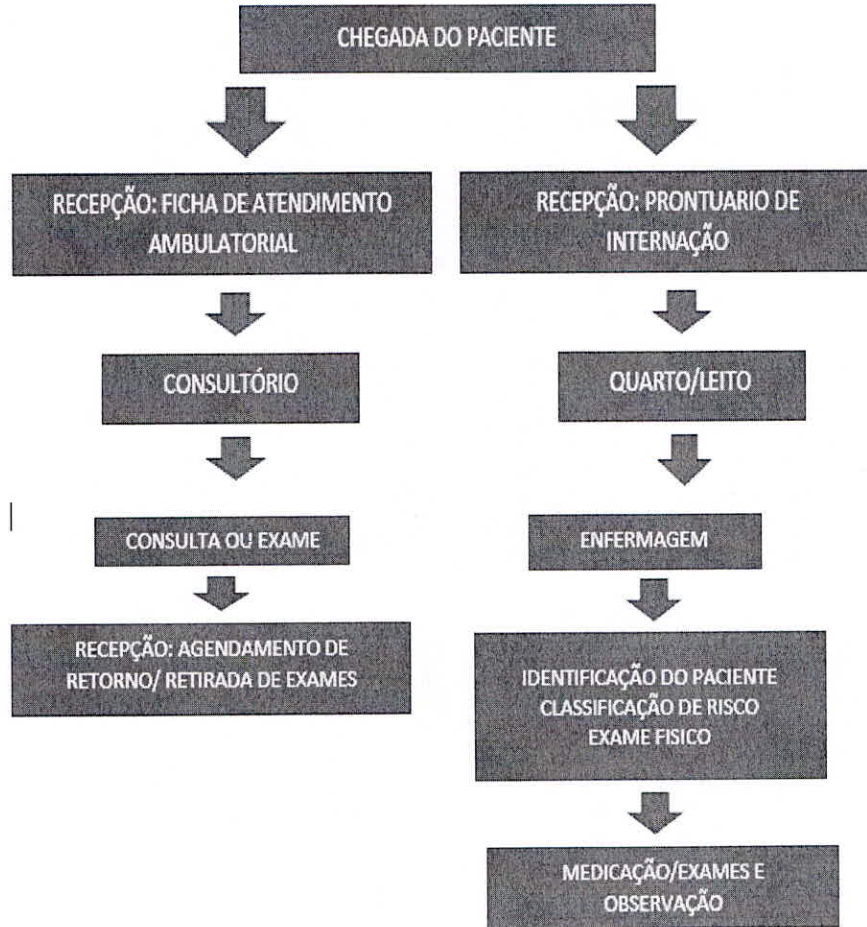 CHEGADA DO PACIENTE
RECEPÇÃO: FICHA DE ATENDIMENTO
AMBULATORIAL
CONSULTÓRIO
CONSULTA OU EXAME
RECEPÇÃO: AGENDAMENTO DE
RETORNO/ RETIRADA DE EXAMES
RECEPÇÃO: PRONTUARIO DE
INTERNAÇÃO
QUARTO/LEITO
ENFERMAGEM
IDENTIFICAÇÃO DO PACIENTE
CLASSIFICAÇÃO DE RISCO
EXAME FISICO
MEDICAÇÃO/EXAMES E
OBSERVAÇÃO